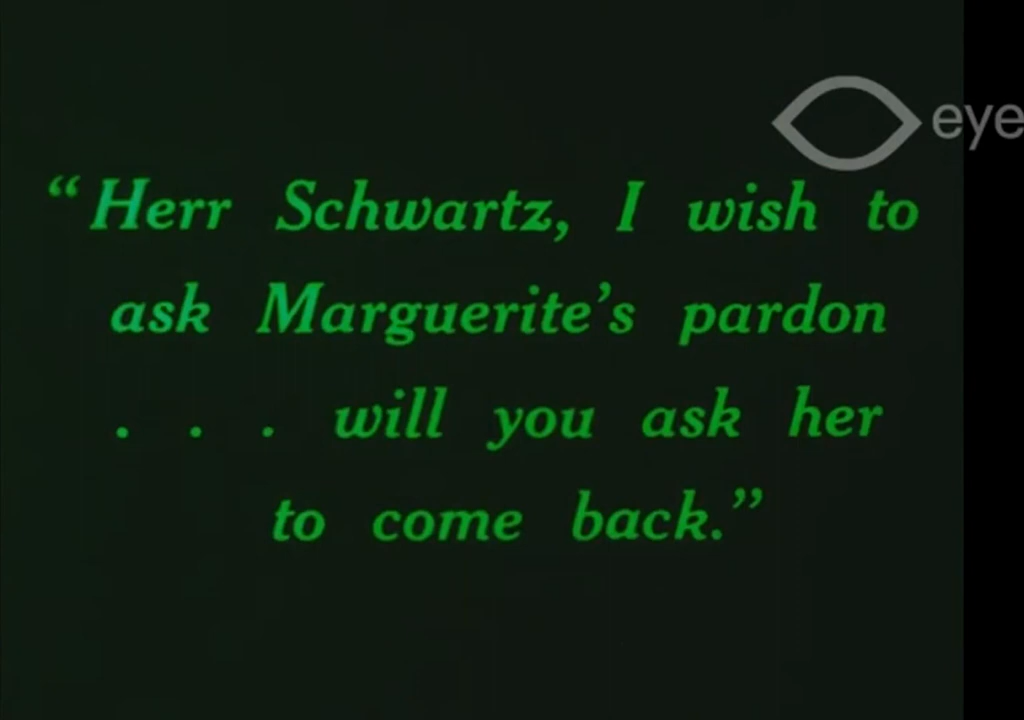 eye
“Herr Schwartz, I wish to
ask Marguerite’s pardon
. . . will you ask her
to come back.”